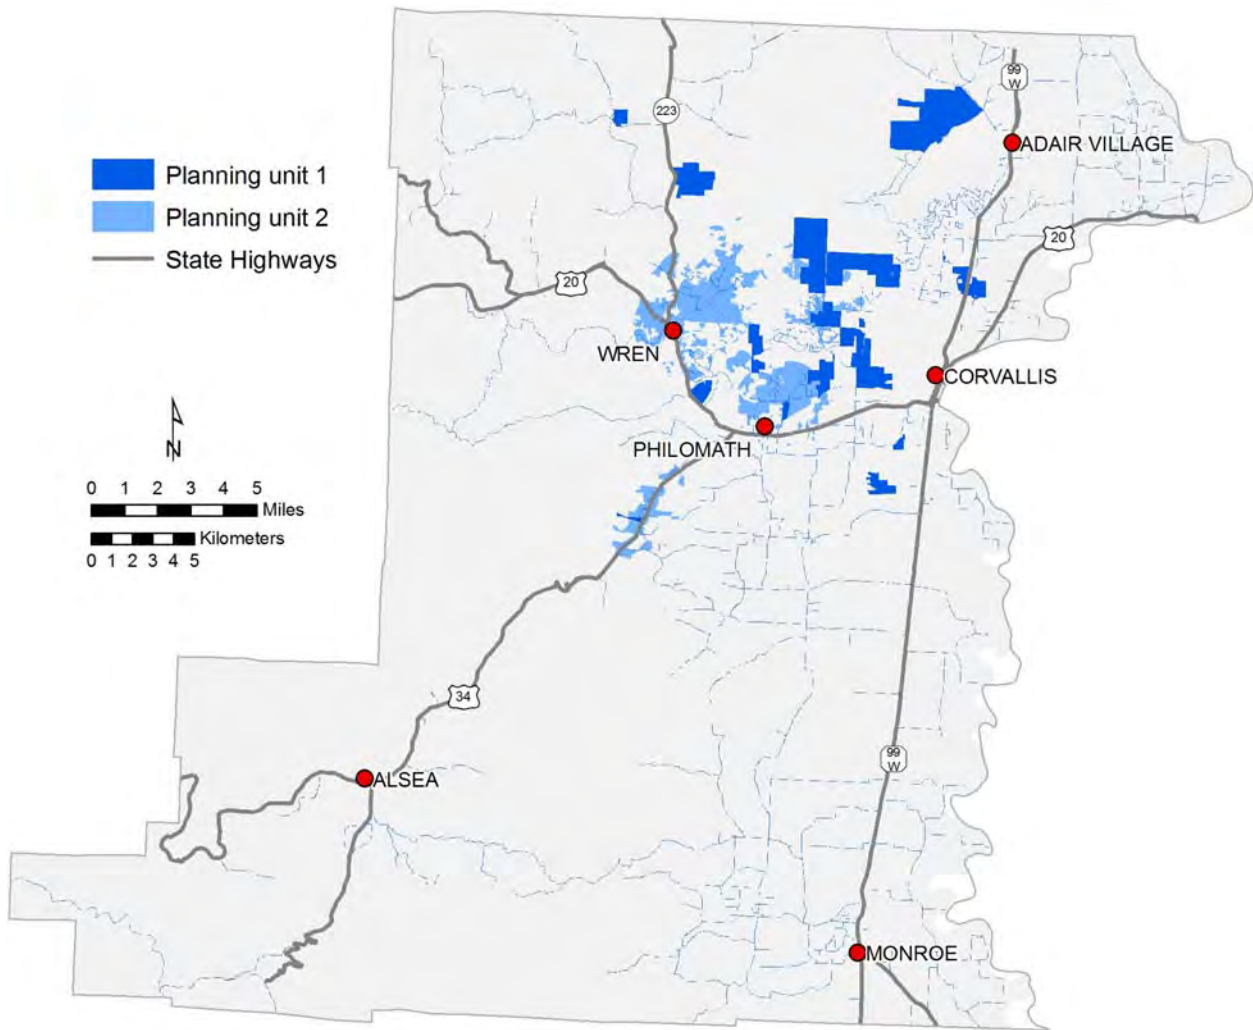 99
W
223
ADAIR VILLAGE
Planning unit 1
Planning unit 2
State Highways
20
20
WREN
CORVALLIS
PHILOMATH
N
0 1 2 3 4 5
Miles
Kilometers
0 1 2 3 4 5
34
99
W
ALSEA
MONROE